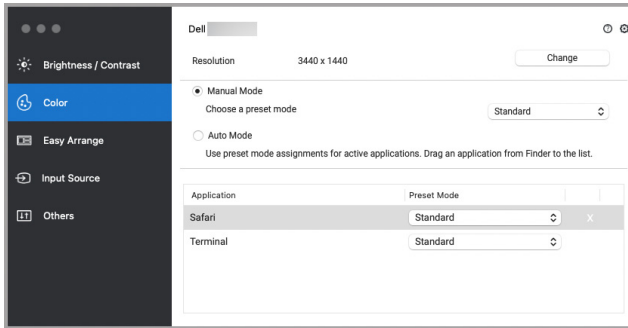 Dell
Resolution 3440 x 1440 Change
Brightness / Contrast
Color
Easy Arrange
Input Source
Others
Manual Mode
Choose a preset mode Standard
Auto Mode
Use preset mode assignments for active applications. Drag an application from Finder to the list.
Application Preset Mode
Safari Standard X
Terminal Standard